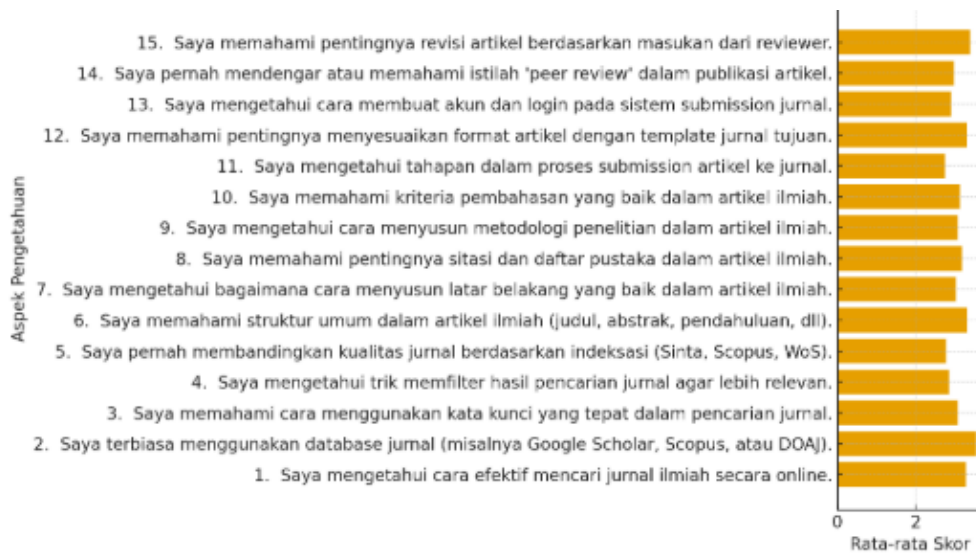 15. Saya memahami pentingnya revisi artikel berdasarkan masukan dari reviewer.
14. Saya pernah mendengar atau memahami istilah 'peer review' dalam publikasi artikel.
13. Saya mengetahui cara membuat akun dan login pada sistem submission jurnal.
12. Saya memahami pentingnya menyesuaikan format artikel dengan template jurnal tujuan.
11. Saya mengetahui tahapan dalam proses submission artikel ke jurnal.
10. Saya memahami kriteria pembahasan yang baik dalam artikel ilmiah.
9. Saya mengetahui cara menyusun metodologi penelitian dalam artikel ilmiah.
8. Saya memahami pentingnya sitasi dan daftar pustaka dalam artikel ilmiah.
7. Saya mengetahui bagaimana cara menyusun latar belakang yang baik dalam artikel ilmiah.
6. Saya memahami struktur umum dalam artikel ilmiah (judul, abstrak, pendahuluan, dll).
5. Saya pernah membandingkan kualitas jurnal berdasarkan indeksasi (Sinta, Scopus, WoS).
4. Saya mengetahui trik memfilter hasil pencarian jurnal agar lebih relevan.
3. Saya memahami cara menggunakan kata kunci yang tepat dalam pencarian jurnal.
2. Saya terbiasa menggunakan database jurnal (misalnya Google Scholar, Scopus, atau DOAJ).
1. Saya mengetahui cara efektif mencari jurnal ilmiah secara online.
Aspek Pengetahuan
0 2
Rata-rata Skor